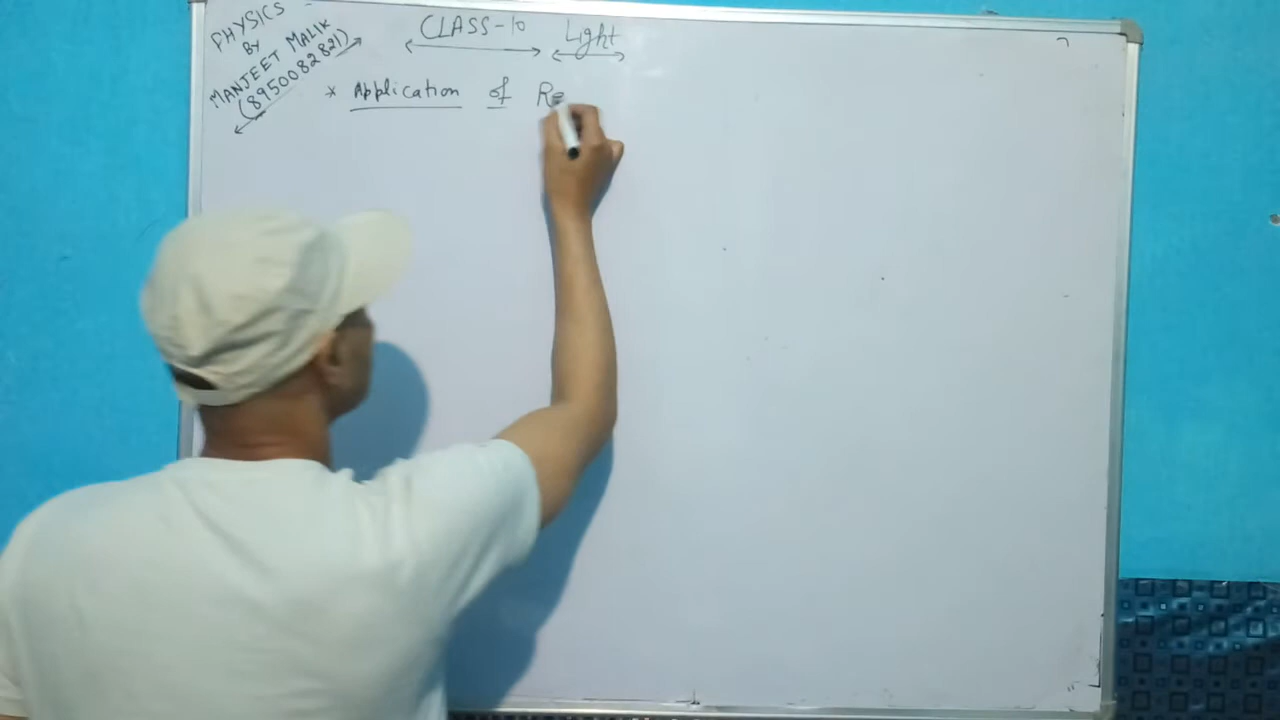 PHYSICS
By
MANJEET MALIK
(8950082821)
CLASS-10 Light
* Application of Re